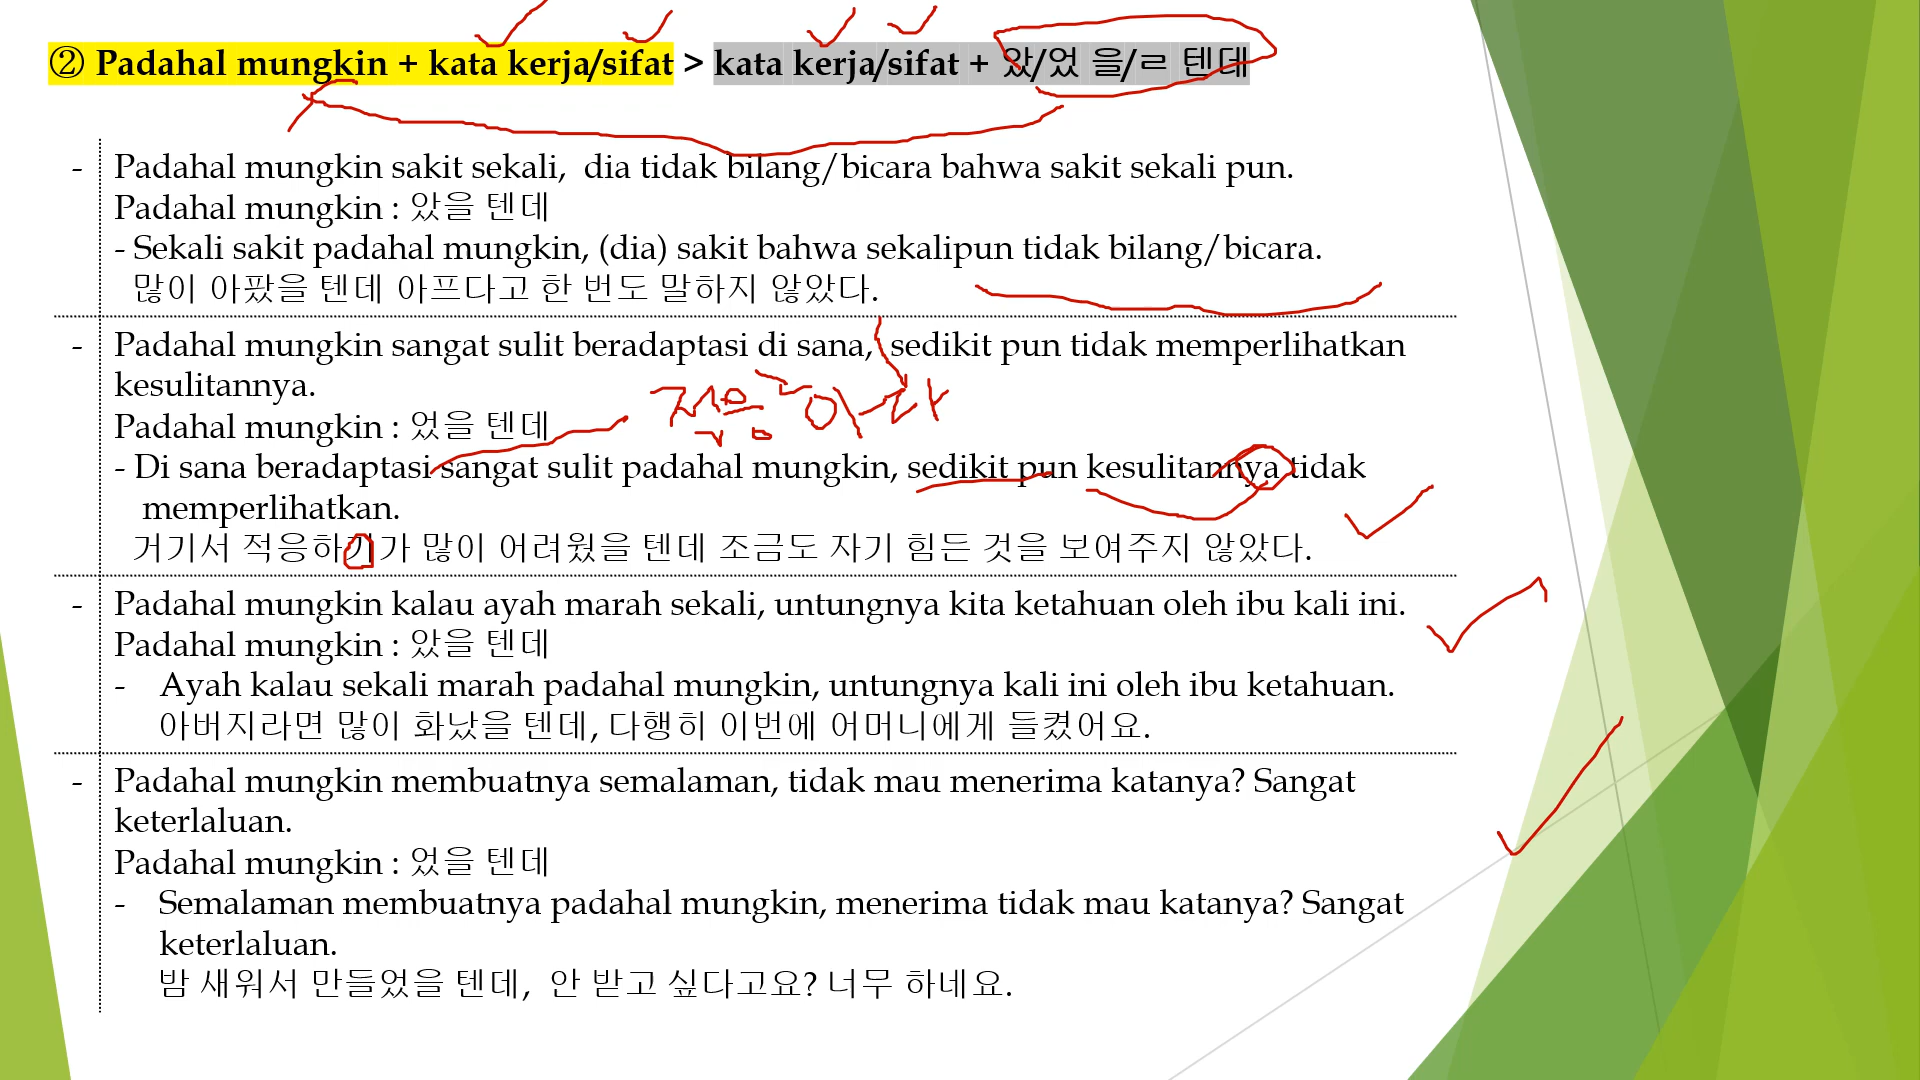 ② Padahal mungkin + kata kerja/sifat > kata kerja/sifat + 았/었 을/ㄹ 텐데
- Padahal mungkin sakit sekali, dia tidak bilang/bicara bahwa sakit sekali pun.
Padahal mungkin : 았을 텐데
- Sekali sakit padahal mungkin, (dia) sakit bahwa sekalipun tidak bilang/bicara.
많이 아팠을 텐데 아프다고 한 번도 말하지 않았다.
- Padahal mungkin sangat sulit beradaptasi di sana, sedikit pun tidak memperlihatkan
kesulitannya.
Padahal mungkin : 었을 텐데
- Di sana beradaptasi sangat sulit padahal mungkin, sedikit pun kesulitannya tidak
memperlihatkan.
거기서 적응하기가 많이 어려웠을 텐데 조금도 자기 힘든 것을 보여주지 않았다.
- Padahal mungkin kalau ayah marah sekali, untungnya kita ketahuan oleh ibu kali ini.
Padahal mungkin : 았을 텐데
- Ayah kalau sekali marah padahal mungkin, untungnya kali ini oleh ibu ketahuan.
아버지라면 많이 화났을 텐데, 다행히 이번에 어머니에게 들켰어요.
- Padahal mungkin membuatnya semalaman, tidak mau menerima katanya? Sangat
keterlaluan.
Padahal mungkin : 었을 텐데
- Semalaman membuatnya padahal mungkin, menerima tidak mau katanya? Sangat
keterlaluan.
밤 새워서 만들었을 텐데, 안 받고 싶다고요? 너무 하네요.